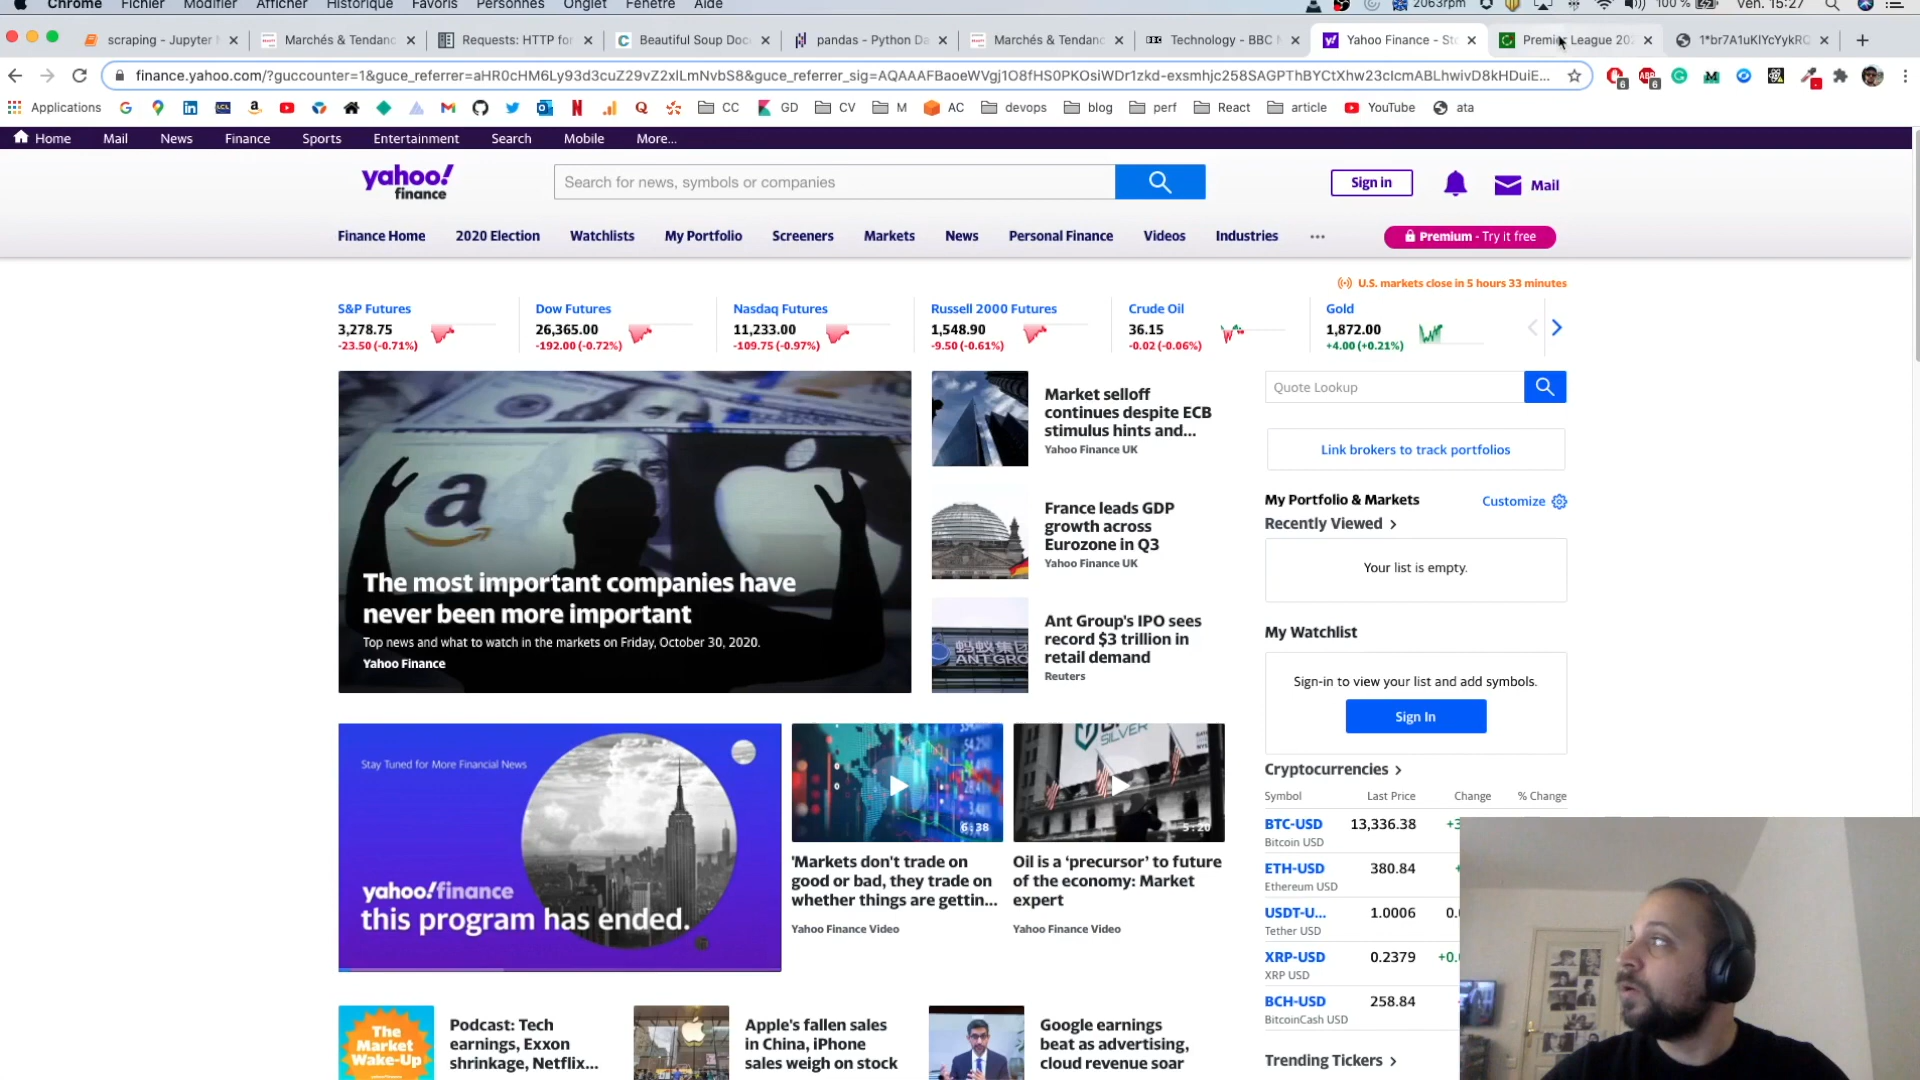 Chrome Fichier Modifier Afficher Historique Favoris Personnes Onglet Fenêtre Aide 2063rpm 100 % Ven. 15:27
scraping - Jupyter Marchés & Tendanc Requests: HTTP for Beautiful Soup Doc pandas - Python Da Marchés & Tendanc Technology - BBC N Yahoo Finance - Sto Premier League 202 1*br7A1uKlYcYykRQ
finance.yahoo.com/?guccounter=1&guce_referrer=aHR0cHM6Ly93d3cuZ29vZ2xlLmNvbS8&guce_referrer_sig=AQAAAFBaoeWVgj1O8fHS0PKOsiWDr1zkd-exsmhjc258SAGPThBYCtXhw23clcmABLhwivD8kHDuiE...
Applications CC GD CV M AC devops blog perf React article YouTube ata
Home Mail News Finance Sports Entertainment Search Mobile More...
yahoo!
finance
Search for news, symbols or companies
Sign in
Mail
Finance Home 2020 Election Watchlists My Portfolio Screeners Markets News Personal Finance Videos Industries ... Premium - Try it free
U.S. markets close in 5 hours 33 minutes
S&P Futures
3,278.75
-23.50 (-0.71%)
Dow Futures
26,365.00
-192.00 (-0.72%)
Nasdaq Futures
11,233.00
-109.75 (-0.97%)
Russell 2000 Futures
1,548.90
-9.50 (-0.61%)
Crude Oil
36.15
-0.02 (-0.06%)
Gold
1,872.00
+4.00 (+0.21%)
The most important companies have
never been more important
Top news and what to watch in the markets on Friday, October 30, 2020.
Yahoo Finance
Market selloff
continues despite ECB
stimulus hints and...
Yahoo Finance UK
France leads GDP
growth across
Eurozone in Q3
Yahoo Finance UK
蚂蚁集团
ANT GRO
Ant Group's IPO sees
record $3 trillion in
retail demand
Reuters
Quote Lookup
Link brokers to track portfolios
My Portfolio & Markets
Customize
Recently Viewed
Your list is empty.
My Watchlist
Sign-in to view your list and add symbols.
Sign In
Cryptocurrencies
Symbol Last Price Change % Change
BTC-USD 13,336.38 +3
Bitcoin USD
ETH-USD 380.84 +
Ethereum USD
USDT-U... 1.0006 0.
Tether USD
XRP-USD 0.2379 +0.
XRP USD
BCH-USD 258.84
BitcoinCash USD
Trending Tickers
Stay Tuned for More Financial News
yahoo!finance
this program has ended.
6:38
'Markets don't trade on
good or bad, they trade on
whether things are gettin...
Yahoo Finance Video
SILVER
5:20
Oil is a ‘precursor’ to future
of the economy: Market
expert
Yahoo Finance Video
The
Market
Wake-Up
Podcast: Tech
earnings, Exxon
shrinkage, Netflix...
Apple's fallen sales
in China, iPhone
sales weigh on stock
Google earnings
beat as advertising,
cloud revenue soar